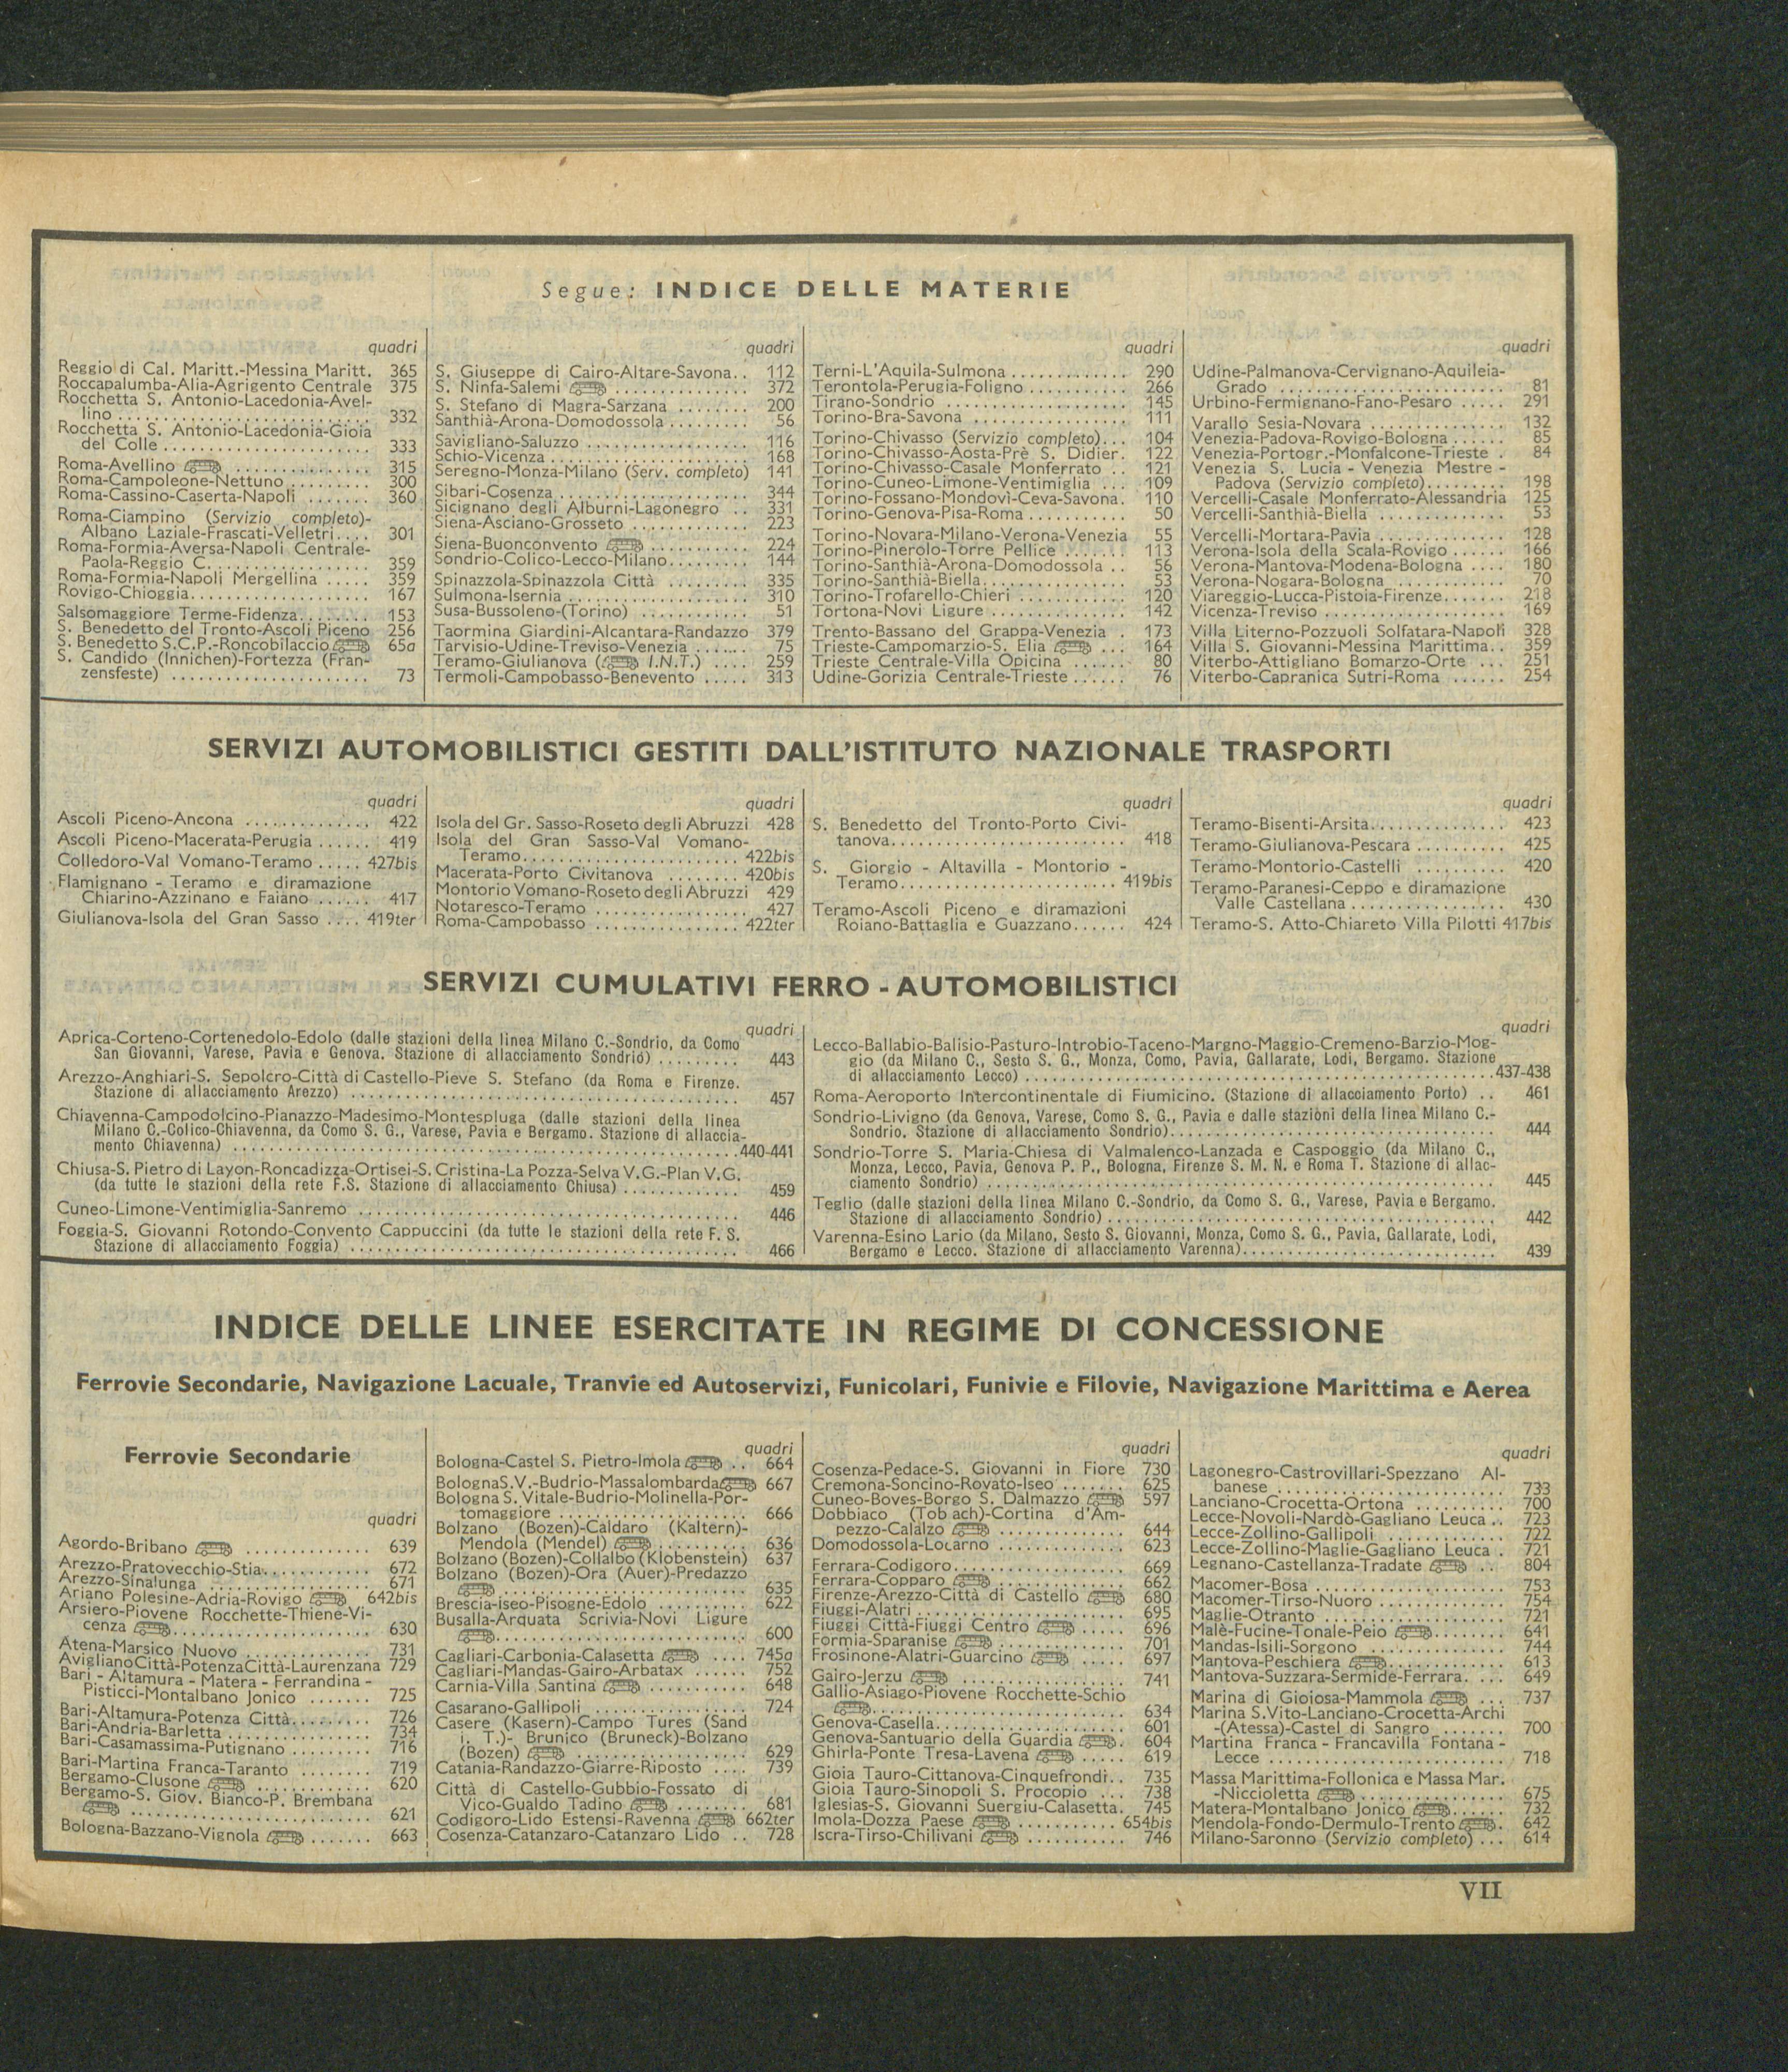 Segue: INDICE DELLE MATERIE
quadri
Reggio di Cal. Maritt.-Messina Maritt. 365
Roccapalumba-Alia-Agrigento Centrale 375
Rocchetta S. Antonio-Lacedonia-Avel-
lino 332
Rocchetta S. Antonio-Lacedonia-Gioia
del Colle 333
Roma-Avellino 315
Roma-Campoleone-Nettuno 300
Roma-Cassino-Caserta-Napoli 360
Roma-Ciampino (Servizio completo)-
Albano Laziale-Frascati-Velletri 301
Roma-Formia-Aversa-Napoli Centrale-
Paola-Reggio C. 359
Roma-Formia-Napoli Mergellina 359
Rovigo-Chioggia 167
Salsomaggiore Terme-Fidenza 153
S. Benedetto del Tronto-Ascoli Piceno 256
S. Benedetto S.C.P.-Roncobilaccio 65a
S. Candido (Innichen)-Fortezza (Fran-
zensfeste) 73
quadri
S. Giuseppe di Cairo-Altare-Savona 112
S. Ninfa-Salemi 372
S. Stefano di Magra-Sarzana 200
Santhià-Arona-Domodossola 56
Savigliano-Saluzzo 116
Schio-Vicenza 168
Seregno-Monza-Milano (Serv. completo) 141
Sibari-Cosenza 344
Sicignano degli Alburni-Lagonegro 331
Siena-Asciano-Grosseto 223
Siena-Buonconvento 224
Sondrio-Colico-Lecco-Milano 144
Spinazzola-Spinazzola Città 335
Sulmona-Isernia 310
Susa-Bussoleno-(Torino) 51
Taormina Giardini-Alcantara-Randazzo 379
Tarvisio-Udine-Treviso-Venezia 75
Teramo-Giulianova ( I.N.T.) 259
Termoli-Campobasso-Benevento 313
quadri
Terni-L'Aquila-Sulmona 290
Terontola-Perugia-Foligno 266
Tirano-Sondrio 145
Torino-Bra-Savona 111
Torino-Chivasso (Servizio completo) 104
Torino-Chivasso-Aosta-Prè S. Didier. 122
Torino-Chivasso-Casale Monferrato 121
Torino-Cuneo-Limone-Ventimiglia 109
Torino-Fossano-Mondovì-Ceva-Savona. 110
Torino-Genova-Pisa-Roma 50
Torino-Novara-Milano-Verona-Venezia 55
Torino-Pinerolo-Torre Pellice 113
Torino-Santhià-Arona-Domodossola 56
Torino-Santhià-Biella 53
Torino-Trofarello-Chieri 120
Tortona-Novi Ligure 142
Trento-Bassano del Grappa-Venezia 173
Trieste-Campomarzio-S. Elia 164
Trieste Centrale-Villa Opicina 80
Udine-Gorizia Centrale-Trieste 76
quadri
Udine-Palmanova-Cervignano-Aquileia-
Grado 81
Urbino-Fermignano-Fano-Pesaro 291
Varallo Sesia-Novara 132
Venezia-Padova-Rovigo-Bologna 85
Venezia-Portogr.-Monfalcone-Trieste 84
Venezia S. Lucia - Venezia Mestre -
Padova (Servizio completo) 198
Vercelli-Casale Monferrato-Alessandria 125
Vercelli-Santhià-Biella 53
Vercelli-Mortara-Pavia 128
Verona-Isola della Scala-Rovigo 166
Verona-Mantova-Modena-Bologna 180
Verona-Nogara-Bologna 70
Viareggio-Lucca-Pistoia-Firenze 218
Vicenza-Treviso 169
Villa Literno-Pozzuoli Solfatara-Napoli 328
Villa S. Giovanni-Messina Marittima 359
Viterbo-Attigliano Bomarzo-Orte 251
Viterbo-Capranica Sutri-Roma 254
SERVIZI AUTOMOBILISTICI GESTITI DALL'ISTITUTO NAZIONALE TRASPORTI
quadri
Ascoli Piceno-Ancona 422
Ascoli Piceno-Macerata-Perugia 419
Colledoro-Val Vomano-Teramo 427bis
Flamignano - Teramo e diramazione
Chiarino-Azzinano e Faiano 417
Giulianova-Isola del Gran Sasso 419ter
quadri
Isola del Gr. Sasso-Roseto degli Abruzzi 428
Isola del Gran Sasso-Val Vomano-
Teramo 422bis
Macerata-Porto Civitanova 420bis
Montorio Vomano-Roseto degli Abruzzi 429
Notaresco-Teramo 427
Roma-Campobasso 422ter
quadri
S. Benedetto del Tronto-Porto Civi-
tanova 418
S. Giorgio - Altavilla - Montorio -
Teramo 419bis
Teramo-Ascoli Piceno e diramazioni
Roiano-Battaglia e Guazzano 424
quadri
Teramo-Bisenti-Arsita 423
Teramo-Giulianova-Pescara 425
Teramo-Montorio-Castelli 420
Teramo-Paranesi-Ceppo e diramazione
Valle Castellana 430
Teramo-S. Atto-Chiareto Villa Pilotti 417bis
SERVIZI CUMULATIVI FERRO - AUTOMOBILISTICI
quadri
Aprica-Corteno-Cortenedolo-Edolo (dalle stazioni della linea Milano C.-Sondrio, da Como
San Giovanni, Varese, Pavia e Genova. Stazione di allacciamento Sondrio) 443
Arezzo-Anghiari-S. Sepolcro-Città di Castello-Pieve S. Stefano (da Roma e Firenze.
Stazione di allacciamento Arezzo) 457
Chiavenna-Campodolcino-Pianazzo-Madesimo-Montespluga (dalle stazioni della linea
Milano C.-Colico-Chiavenna, da Como S. G., Varese, Pavia e Bergamo. Stazione di allaccia-
mento Chiavenna) 440-441
Chiusa-S. Pietro di Layon-Roncadizza-Ortisei-S. Cristina-La Pozza-Selva V.G.-Plan V.G.
(da tutte le stazioni della rete F.S. Stazione di allacciamento Chiusa) 459
Cuneo-Limone-Ventimiglia-Sanremo 446
Foggia-S. Giovanni Rotondo-Convento Cappuccini (da tutte le stazioni della rete F. S.
Stazione di allacciamento Foggia) 466
quadri
Lecco-Ballabio-Balisio-Pasturo-Introbio-Taceno-Margno-Maggio-Cremeno-Barzio-Mog-
gio (da Milano C., Sesto S. G., Monza, Como, Pavia, Gallarate, Lodi, Bergamo. Stazione
di allacciamento Lecco) 437-438
Roma-Aeroporto Intercontinentale di Fiumicino. (Stazione di allacciamento Porto) 461
Sondrio-Livigno (da Genova, Varese, Como S. G., Pavia e dalle stazioni della linea Milano C.-
Sondrio. Stazione di allacciamento Sondrio) 444
Sondrio-Torre S. Maria-Chiesa di Valmalenco-Lanzada e Caspoggio (da Milano C.,
Monza, Lecco, Pavia, Genova P. P., Bologna, Firenze S. M. N. e Roma T. Stazione di allac-
ciamento Sondrio) 445
Teglio (dalle stazioni della linea Milano C.-Sondrio, da Como S. G., Varese, Pavia e Bergamo.
Stazione di allacciamento Sondrio) 442
Varenna-Esino Lario (da Milano, Sesto S. Giovanni, Monza, Como S. G., Pavia, Gallarate, Lodi,
Bergamo e Lecco. Stazione di allacciamento Varenna) 439
INDICE DELLE LINEE ESERCITATE IN REGIME DI CONCESSIONE
Ferrovie Secondarie, Navigazione Lacuale, Tranvie ed Autoservizi, Funicolari, Funivie e Filovie, Navigazione Marittima e Aerea
Ferrovie Secondarie
quadri
Agordo-Bribano 639
Arezzo-Pratovecchio-Stia 672
Arezzo-Sinalunga 671
Ariano Polesine-Adria-Rovigo 642bis
Arsiero-Piovene Rocchette-Thiene-Vi-
cenza 630
Atena-Marsico Nuovo 731
Avigliano Città-Potenza Città-Laurenzana 729
Bari - Altamura - Matera - Ferrandina -
Pisticci-Montalbano Jonico 725
Bari-Altamura-Potenza Città 726
Bari-Andria-Barletta 734
Bari-Casamassima-Putignano 716
Bari-Martina Franca-Taranto 719
Bergamo-Clusone 620
Bergamo-S. Giov. Bianco-P. Brembana
621
Bologna-Bazzano-Vignola 663
quadri
Bologna-Castel S. Pietro-Imola 664
Bologna S.V.-Budrio-Massalombarda 667
Bologna S. Vitale-Budrio-Molinella-Por-
tomaggiore 666
Bolzano (Bozen)-Caldaro (Kaltern)-
Mendola (Mendel) 636
Bolzano (Bozen)-Collalbo (Klobenstein) 637
Bolzano (Bozen)-Ora (Auer)-Predazzo
635
Brescia-Iseo-Pisogne-Edolo 622
Busalla-Arquata Scrivia-Novi Ligure
600
Cagliari-Carbonia-Calasetta 745a
Cagliari-Mandas-Gairo-Arbatax 752
Carnia-Villa Santina 648
Casarano-Gallipoli 724
Casere (Kasern)-Campo Tures (Sand
i. T.)- Brunico (Bruneck)-Bolzano
(Bozen) 629
Catania-Randazzo-Giarre-Riposto 739
Città di Castello-Gubbio-Fossato di
Vico-Gualdo Tadino 681
Codigoro-Lido Estensi-Ravenna 662ter
Cosenza-Catanzaro-Catanzaro Lido 728
quadri
Cosenza-Pedace-S. Giovanni in Fiore 730
Cremona-Soncino-Rovato-Iseo 625
Cuneo-Boves-Borgo S. Dalmazzo 597
Dobbiaco (Tob ach)-Cortina d'Am-
pezzo-Calalzo 644
Domodossola-Locarno 623
Ferrara-Codigoro 669
Ferrara-Copparo 662
Firenze-Arezzo-Città di Castello 680
Fiuggi-Alatri 695
Fiuggi Città-Fiuggi Centro 696
Formia-Sparanise 701
Frosinone-Alatri-Guarcino 697
Gairo-Jerzu 741
Gallio-Asiago-Piovene Rocchette-Schio
634
Genova-Casella 601
Genova-Santuario della Guardia 604
Ghirla-Ponte Tresa-Lavena 619
Gioia Tauro-Cittanova-Cinquefrondi 735
Gioia Tauro-Sinopoli S. Procopio 738
Iglesias-S. Giovanni Suergiu-Calasetta. 745
Imola-Dozza Paese 654bis
Iscra-Tirso-Chilivani 746
quadri
Lagonegro-Castrovillari-Spezzano Al-
banese 733
Lanciano-Crocetta-Ortona 700
Lecce-Novoli-Nardò-Gagliano Leuca 723
Lecce-Zollino-Gallipoli 722
Lecce-Zollino-Maglie-Gagliano Leuca 721
Legnano-Castellanza-Tradate 804
Macomer-Bosa 753
Macomer-Tirso-Nuoro 754
Maglie-Otranto 721
Malè-Fucine-Tonale-Peio 641
Mandas-Isili-Sorgono 744
Mantova-Peschiera 613
Mantova-Suzzara-Sermide-Ferrara 649
Marina di Gioiosa-Mammola 737
Marina S.Vito-Lanciano-Crocetta-Archi
-(Atessa)-Castel di Sangro 700
Martina Franca - Francavilla Fontana -
Lecce 718
Massa Marittima-Follonica e Massa Mar.
-Niccioletta 675
Matera-Montalbano Jonico 732
Mendola-Fondo-Dermulo-Trento 642
Milano-Saronno (Servizio completo) 614
VII